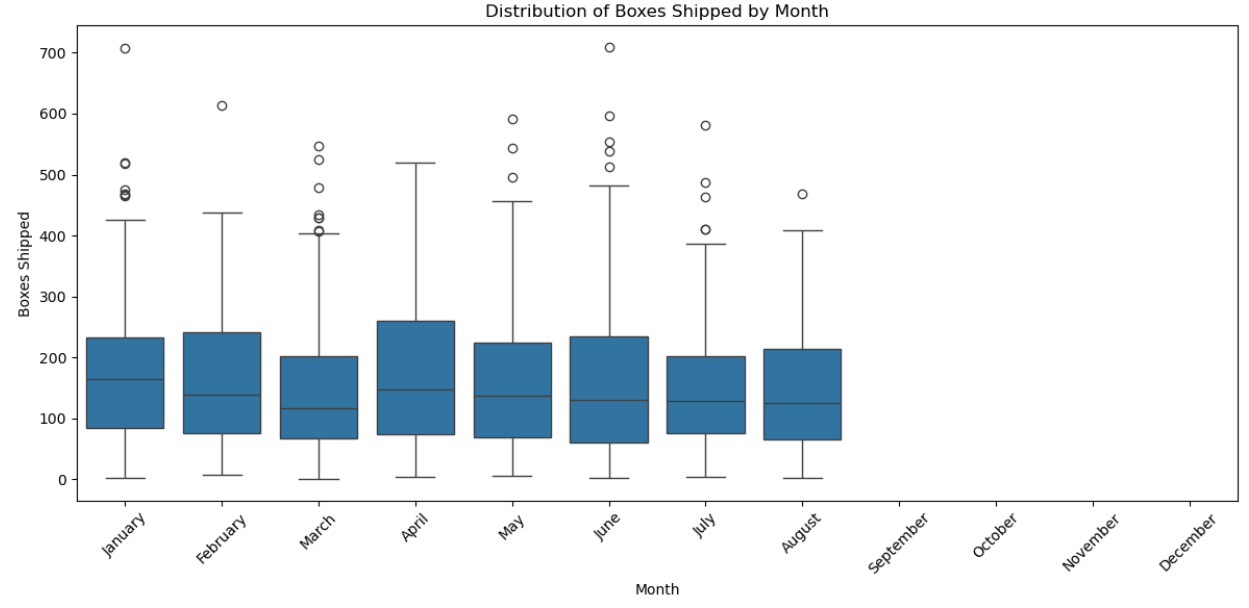 Distribution of Boxes Shipped by Month
Boxes Shipped
700
600
500
400
300
200
100
0
January
February
March
April
May
June
July
August
September
October
November
December
Month